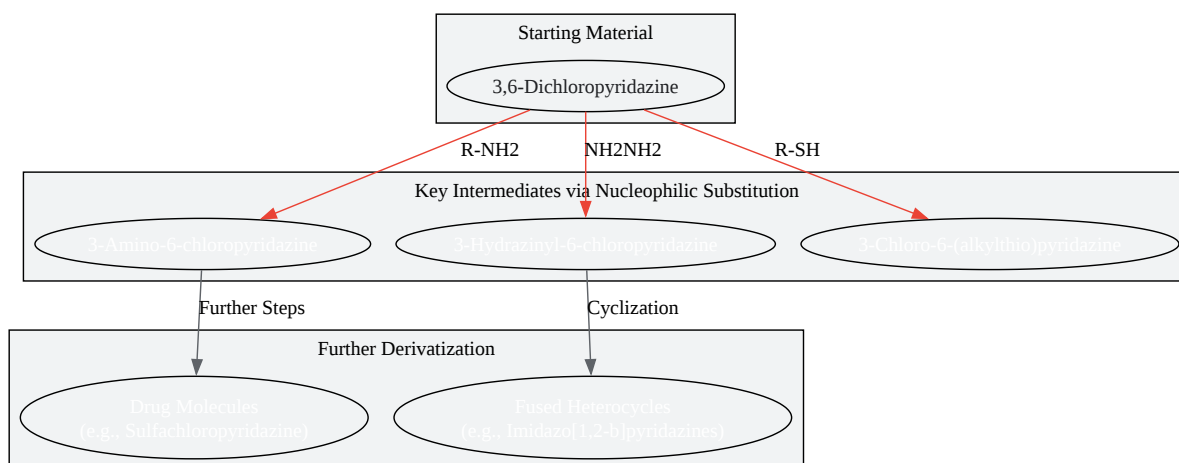 Starting Material
3,6-Dichloropyridazine
R-NH2
NH2NH2
R-SH
Key Intermediates via Nucleophilic Substitution
3-Amino-6-chloropyridazine
3-Hydrazinyl-6-chloropyridazine
3-Chloro-6-(alkylthio)pyridazine
Further Steps
Cyclization
Further Derivatization
Drug Molecules
(e.g., Sulfachloropyridazine)
Fused Heterocycles
(e.g., Imidazo[1,2-b]pyridazines)